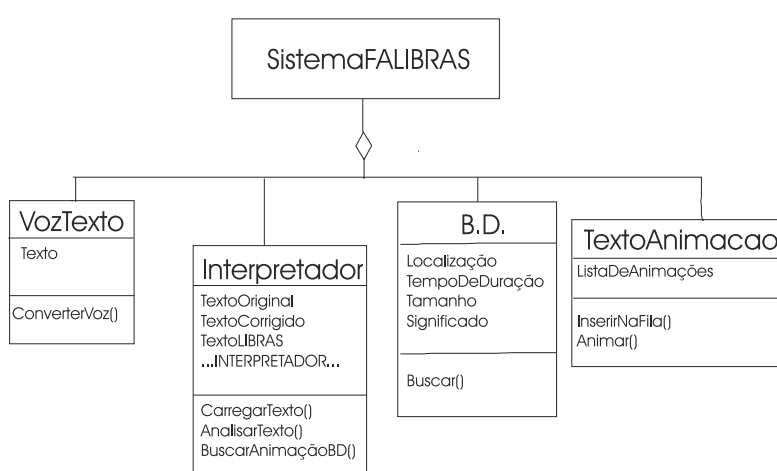 SistemaFALIBRAS
VozTexto
Texto
ConverterVoz()
Interpretador
TextoOriginal
TextoCorrigido
TextoLIBRAS
...INTERPRETADOR...
CarregarTexto()
AnalisarTexto()
BuscarAnimaçãoBD()
B.D.
Localização
TempoDeDuração
Tamanho
Significado
Buscar()
TextoAnimacao
ListaDeAnimações
InserirNaFila()
Animar()